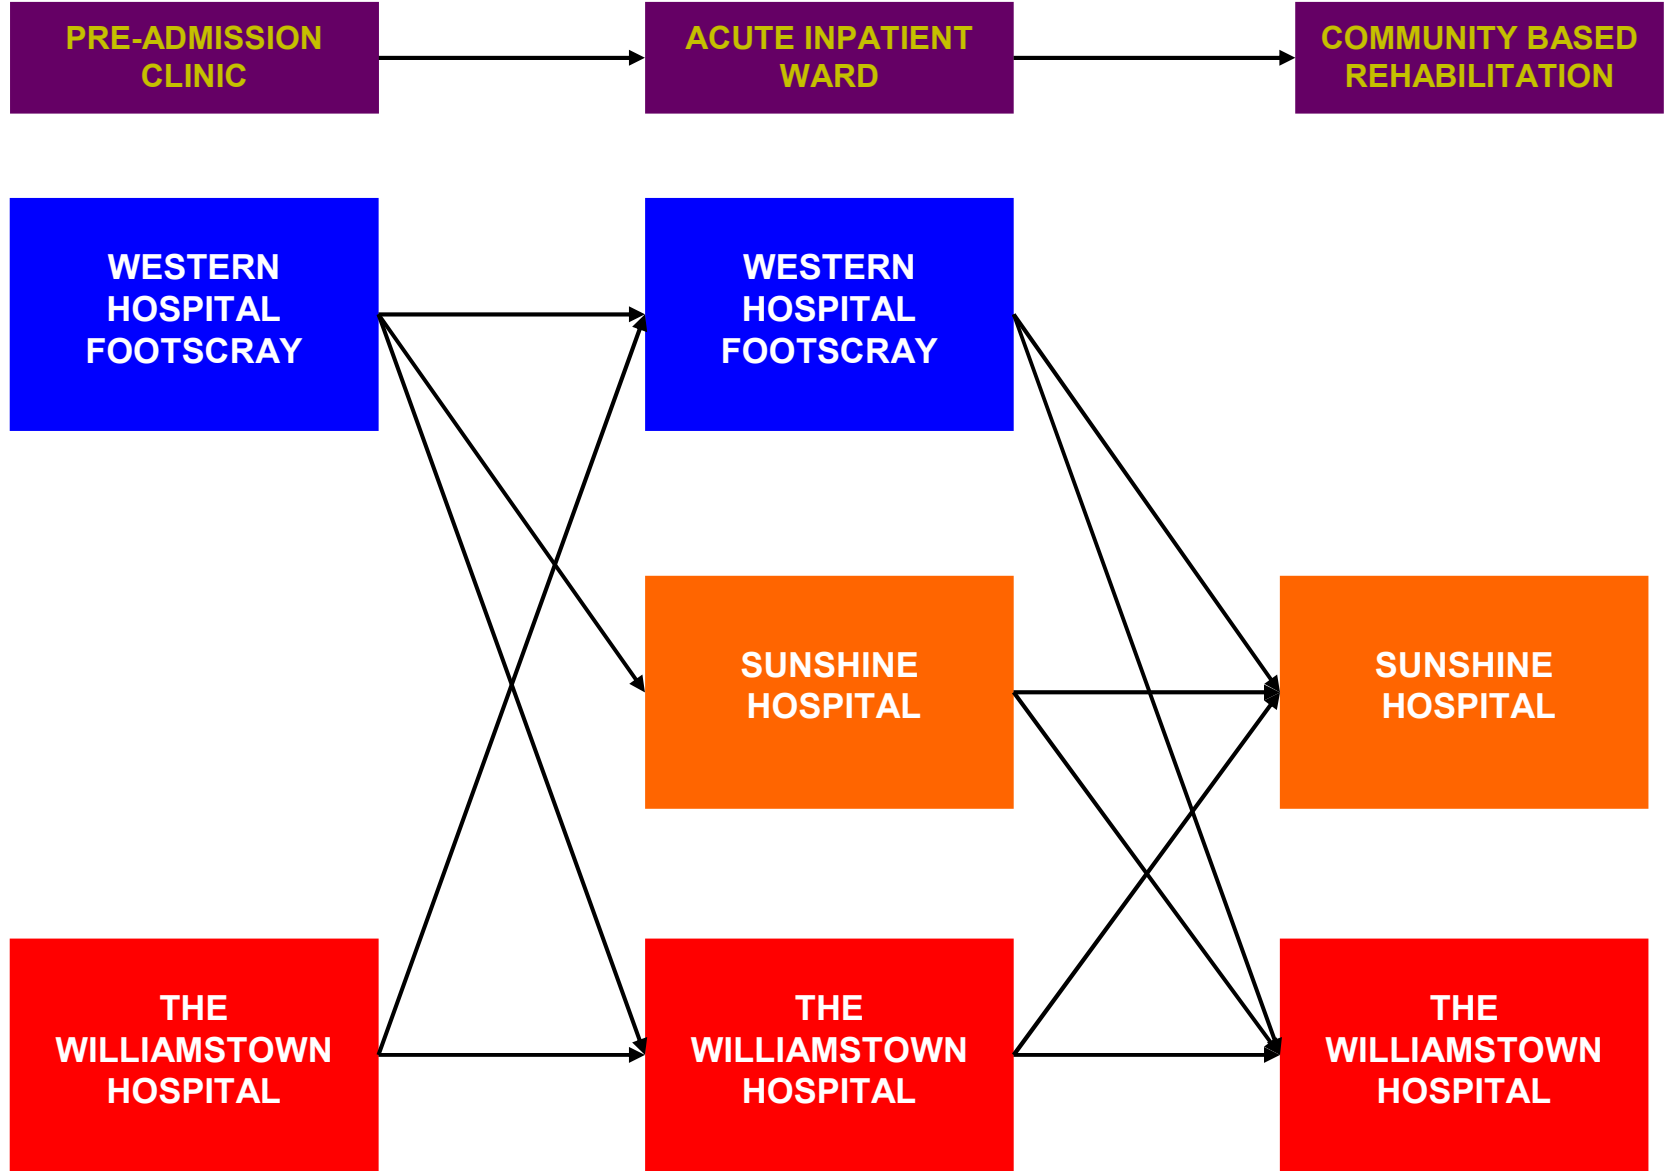 PRE-ADMISSION
CLINIC
ACUTE INPATIENT
WARD
COMMUNITY BASED
REHABILITATION
WESTERN
HOSPITAL
FOOTSCRAY
WESTERN
HOSPITAL
FOOTSCRAY
SUNSHINE
HOSPITAL
SUNSHINE
HOSPITAL
THE
WILLIAMSTOWN
HOSPITAL
THE
WILLIAMSTOWN
HOSPITAL
THE
WILLIAMSTOWN
HOSPITAL